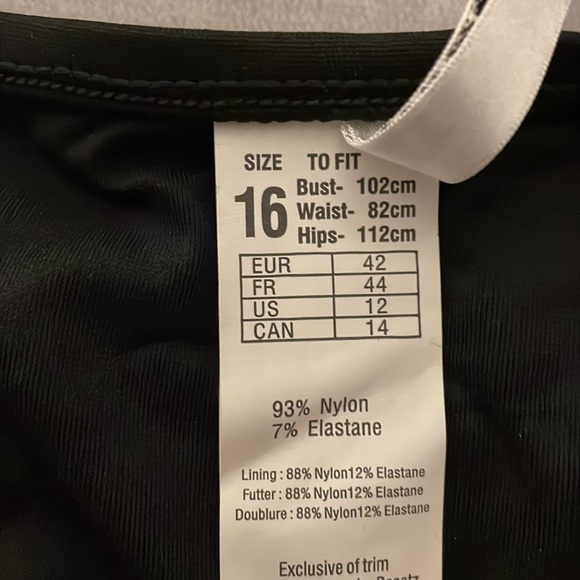 SIZE TO FIT
16 Bust- 102cm
Waist- 82cm
Hips- 112cm
EUR 42
FR 44
US 12
CAN 14
93% Nylon
7% Elastane
Lining : 88% Nylon12% Elastane
Futter : 88% Nylon12% Elastane
Doublure : 88% Nylon12% Elastane
Exclusive of trim